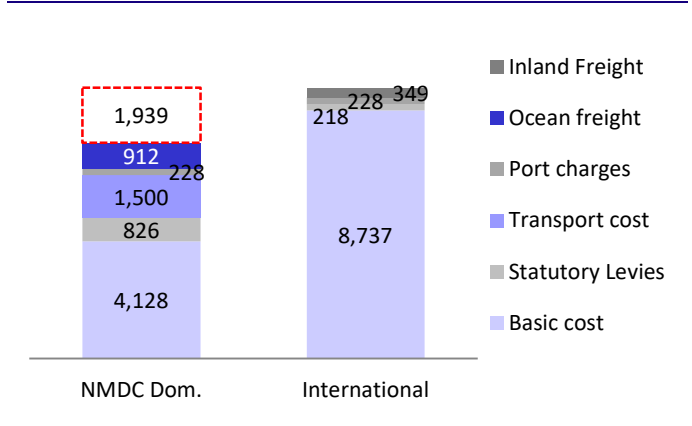 1,939
912
228
1,500
826
4,128
NMDC Dom.
349
228
218
8,737
International
Inland Freight
Ocean freight
Port charges
Transport cost
Statutory Levies
Basic cost